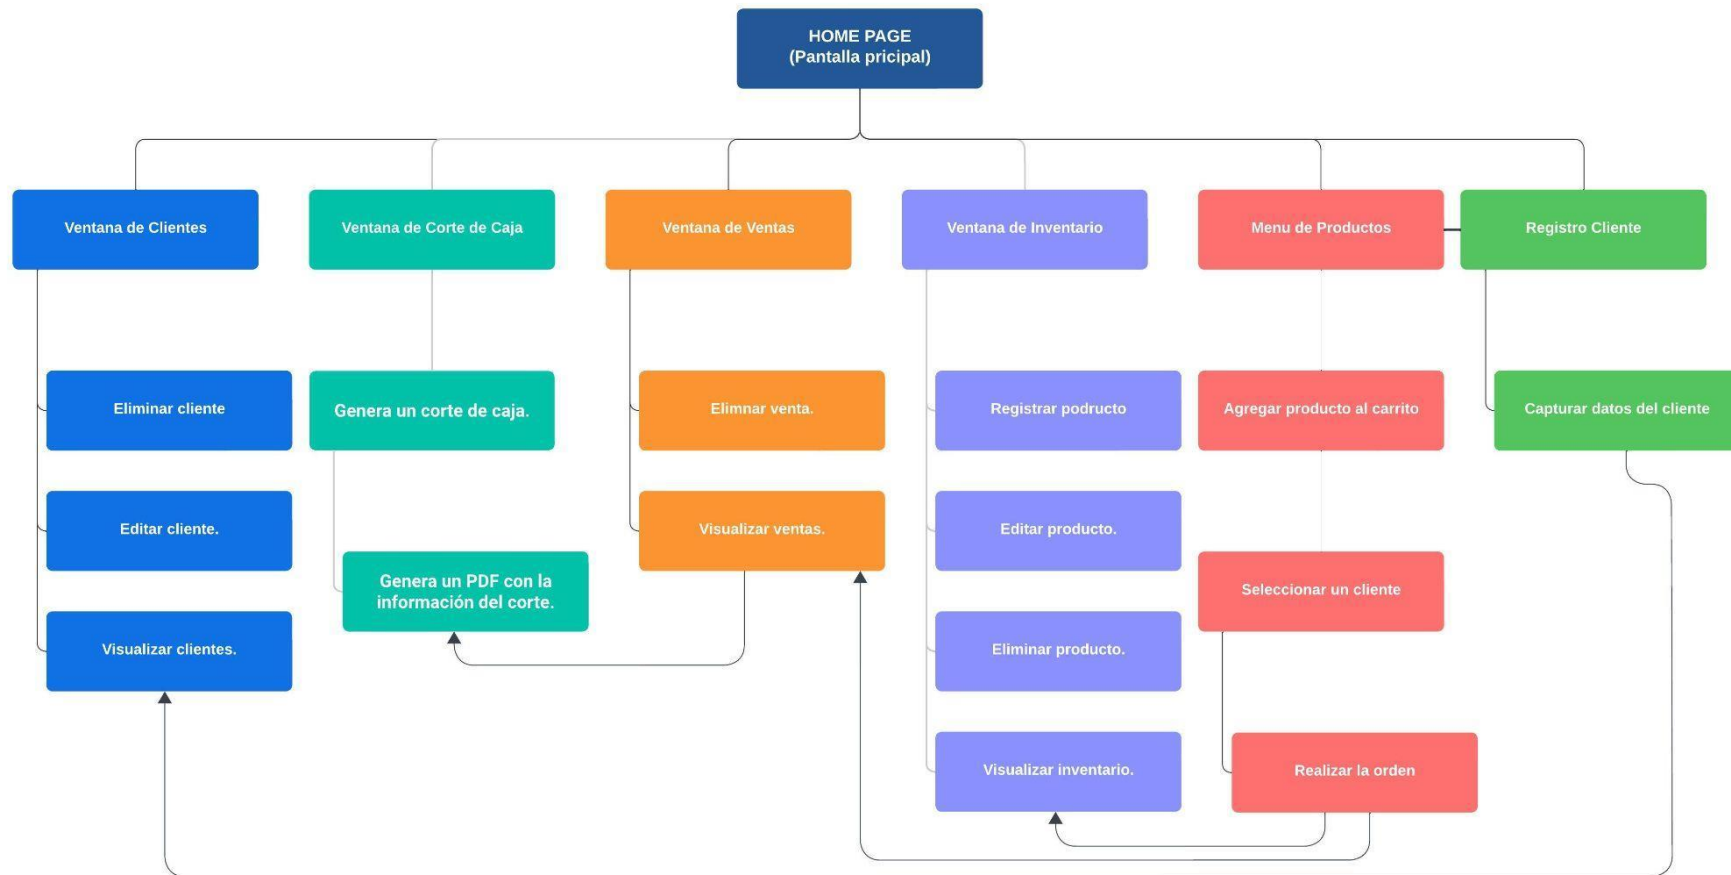 HOME PAGE
(Pantalla pricipal)
Ventana de Clientes
Ventana de Corte de Caja
Ventana de Ventas
Ventana de Inventario
Menu de Productos
Registro Cliente
Eliminar cliente
Genera un corte de caja.
Elimnar venta.
Registrar podructo
Agregar producto al carrito
Capturar datos del cliente
Editar cliente.
Visualizar ventas.
Editar producto.
Genera un PDF con la
información del corte.
Seleccionar un cliente
Visualizar clientes.
Eliminar producto.
Visualizar inventario.
Realizar la orden